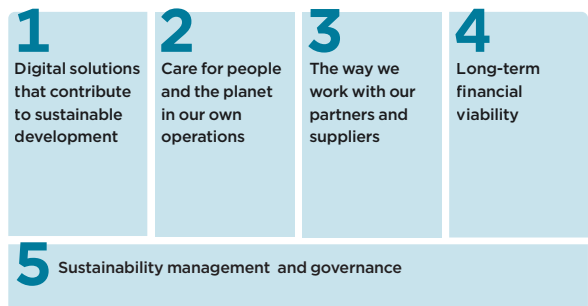 1
Digital solutions
that contribute
to sustainable
development
2
Care for people
and the planet
in our own
operations
3
The way we
work with our
partners and
suppliers
4
Long-term
financial
viability
5 Sustainability management and governance